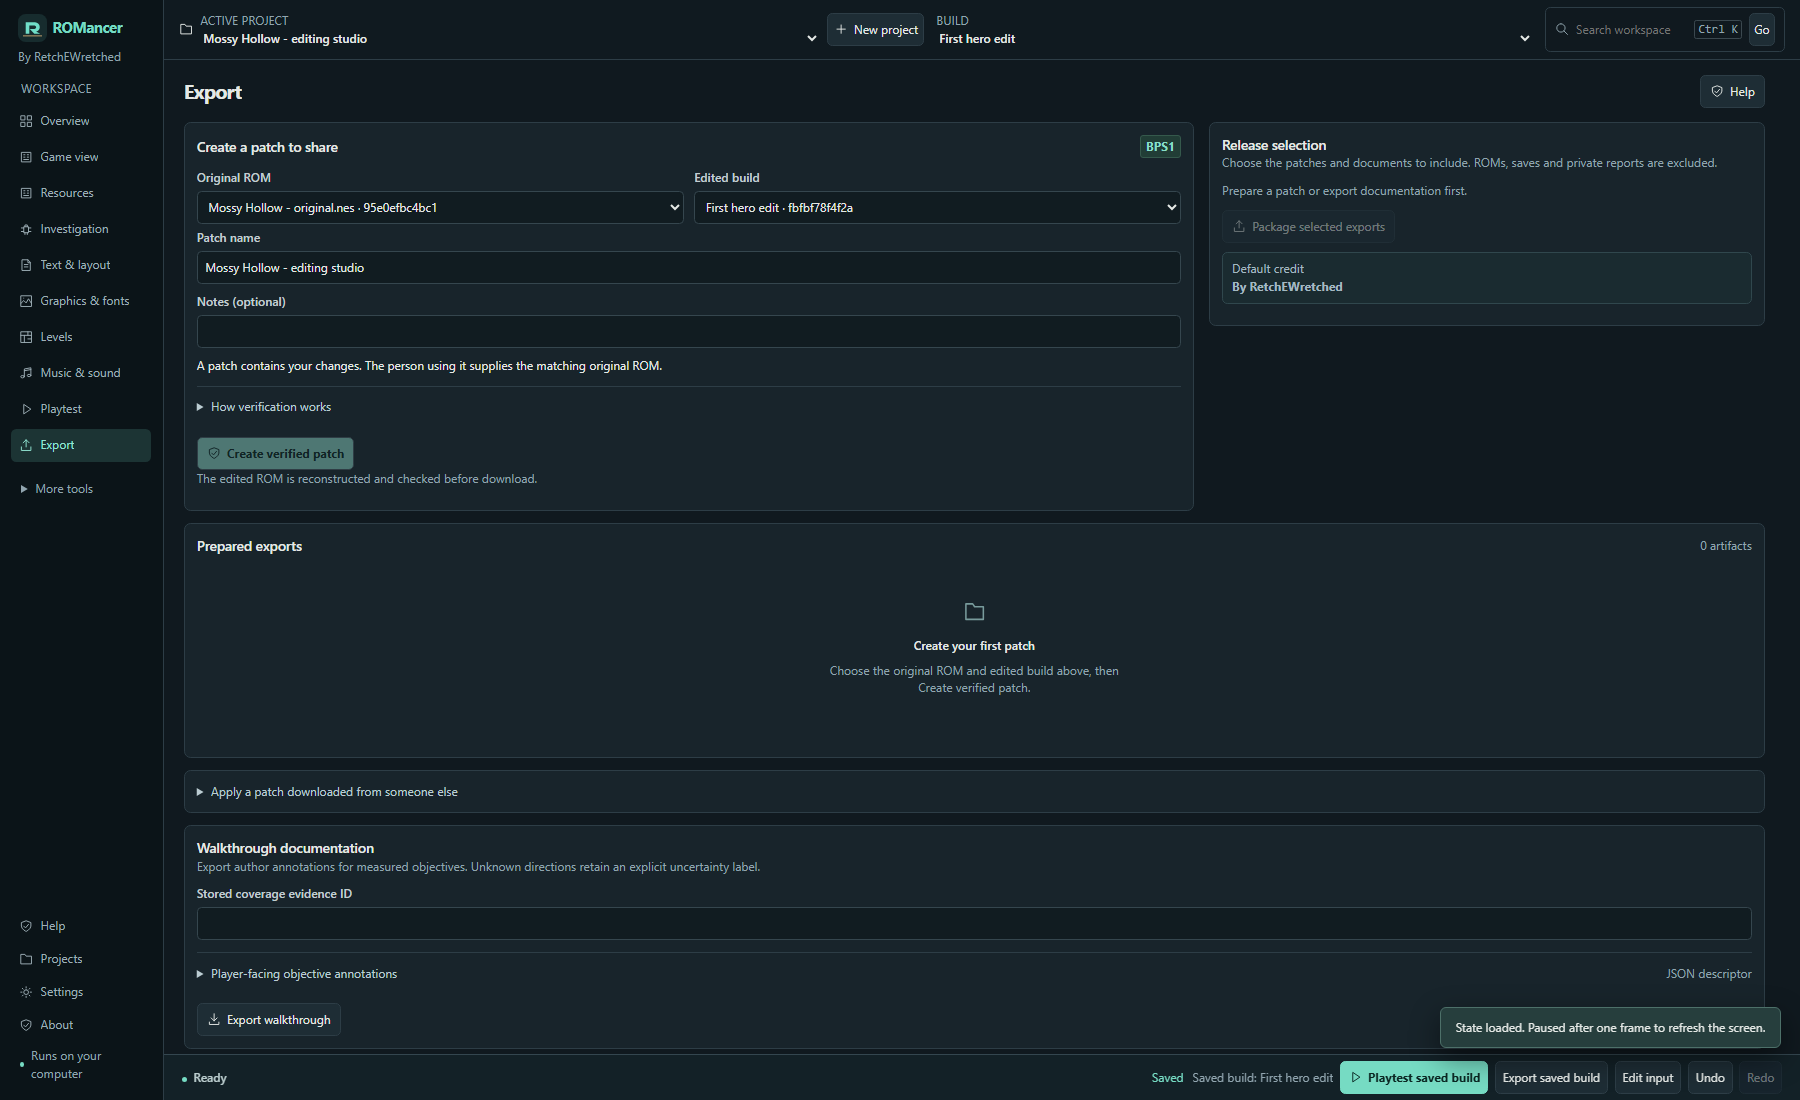 ROMancer
By RetchEWretched
WORKSPACE
Overview
Game view
Resources
Investigation
Text & layout
Graphics & fonts
Levels
Music & sound
Playtest
Export
More tools
Help
Projects
Settings
About
Runs on your
computer
ACTIVE PROJECT
Mossy Hollow - editing studio
New project
BUILD
First hero edit
Search workspace
Ctrl K
Go
Export
Help
Create a patch to share
BPS1
Original ROM
Mossy Hollow - original.nes · 95e0efbc4bc1
Edited build
First hero edit · fbfbf78f4f2a
Patch name
Mossy Hollow - editing studio
Notes (optional)
A patch contains your changes. The person using it supplies the matching original ROM.
How verification works
Create verified patch
The edited ROM is reconstructed and checked before download.
Release selection
Choose the patches and documents to include. ROMs, saves and private reports are excluded.
Prepare a patch or export documentation first.
Package selected exports
Default credit
By RetchEWretched
Prepared exports
0 artifacts
Create your first patch
Choose the original ROM and edited build above, then
Create verified patch.
Apply a patch downloaded from someone else
Walkthrough documentation
Export author annotations for measured objectives. Unknown directions retain an explicit uncertainty label.
Stored coverage evidence ID
Player-facing objective annotations
JSON descriptor
Export walkthrough
State loaded. Paused after one frame to refresh the screen.
Ready
Saved
Saved build: First hero edit
Playtest saved build
Export saved build
Edit input
Undo
Redo